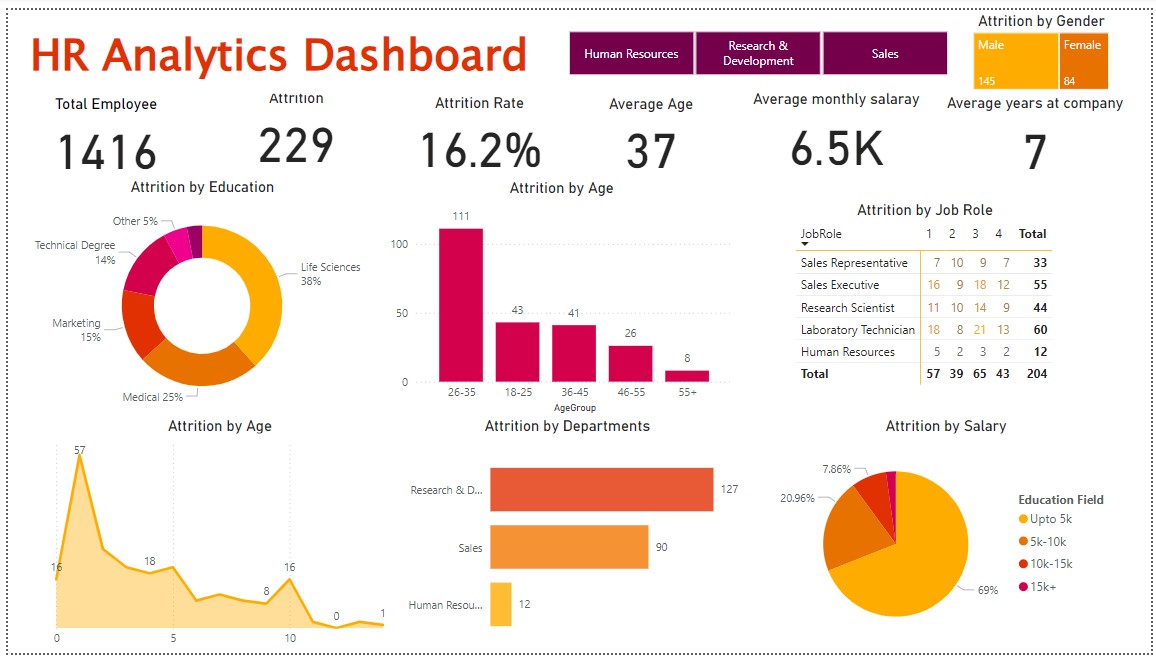 HR Analytics Dashboard
Human Resources
Research &
Development
Sales
Attrition by Gender
Male
145
Female
84
Total Employee
1416
Attrition
229
Attrition Rate
16.2%
Average Age
37
Average monthly salaray
6.5K
Average years at company
7
Attrition by Education
Other 5%
Technical Degree
14%
Marketing
15%
Medical 25%
Life Sciences
38%
Attrition by Age
100
50
0
111
43
41
26
8
26-35 18-25 36-45 46-55 55+
AgeGroup
Attrition by Job Role
JobRole 1 2 3 4 Total
Sales Representative 7 10 9 7 33
Sales Executive 16 9 18 12 55
Research Scientist 11 10 14 9 44
Laboratory Technician 18 8 21 13 60
Human Resources 5 2 3 2 12
Total 57 39 65 43 204
Attrition by Age
57
16
18
8
16
0
1
0 5 10
Attrition by Departments
Research & D... 127
Sales 90
Human Resou... 12
Attrition by Salary
7.86%
20.96%
69%
Education Field
Upto 5k
5k-10k
10k-15k
15k+